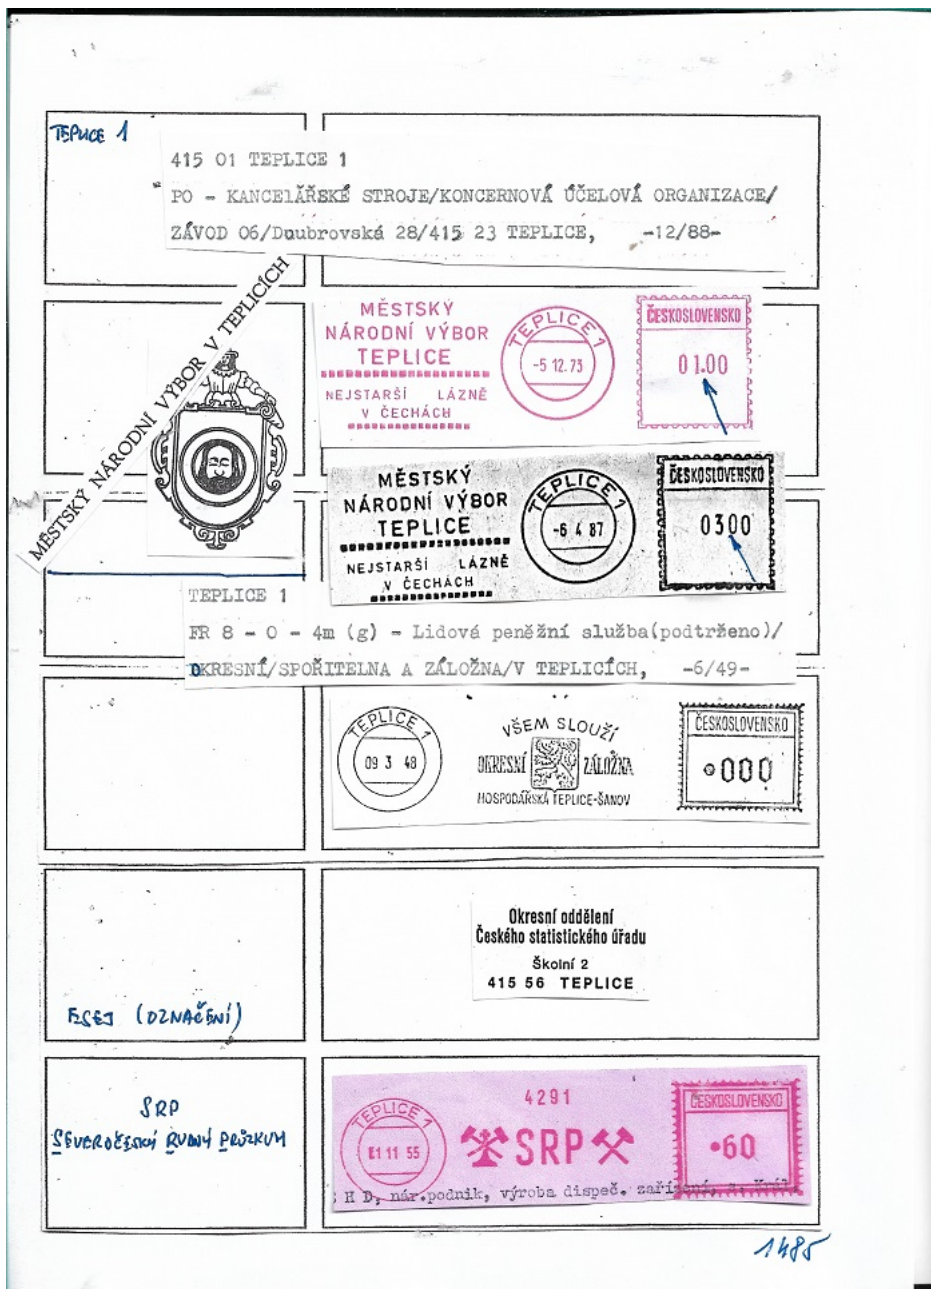 TEPLICE 1
415 01 TEPLICE 1
PO - KANCElÁŘSKÉ STROJE/KONCERNOVÁ ÚČELOVÁ ORGANIZACE/
ZÁVOD 06/Doubrovská 28/415 23 TEPLICE, -12/88-
MĚSTSKÝ NÁRODNÍ VÝBOR V TEPLICÍCH
MĚSTSKÝ
NÁRODNÍ VÝBOR
TEPLICE
NEJSTARŠÍ LÁZNĚ
V ČECHÁCH
TEPLICE 1
-5 12. 73
ČESKOSLOVENSKO
01.00
MĚSTSKÝ
NÁRODNÍ VÝBOR
TEPLICE
NEJSTARŠÍ LÁZNĚ
V ČECHÁCH
TEPLICE 1
-6 4 87
ČESKOSLOVENSKO
0300
TEPLICE 1
FR 8 - O - 4m (g) - Lidová peněžní služba(podtrženo)/
OKRESNÍ/SPOŘITELNA A ZÁLOŽNA/V TEPLICÍCH, -6/49-
TEPLICE 1
09 3 48
VŠEM SLOUŽÍ
OKRESNÍ ZÁLOŽNA
HOSPODÁŘSKÁ TEPLICE-ŠANOV
ČESKOSLOVENSKO
000
Okresní oddělení
Českého statistického úřadu
Školní 2
415 56 TEPLICE
ESEJ (OZNAČENÍ)
SRP
SEVEROČESKÝ RUDNÝ PRŮZKUM
TEPLICE 1
11 55
4291
SRP
ČESKOSLOVENSKO
60
H D, nár.podnik, výroba dispeč. zařízení,
1485